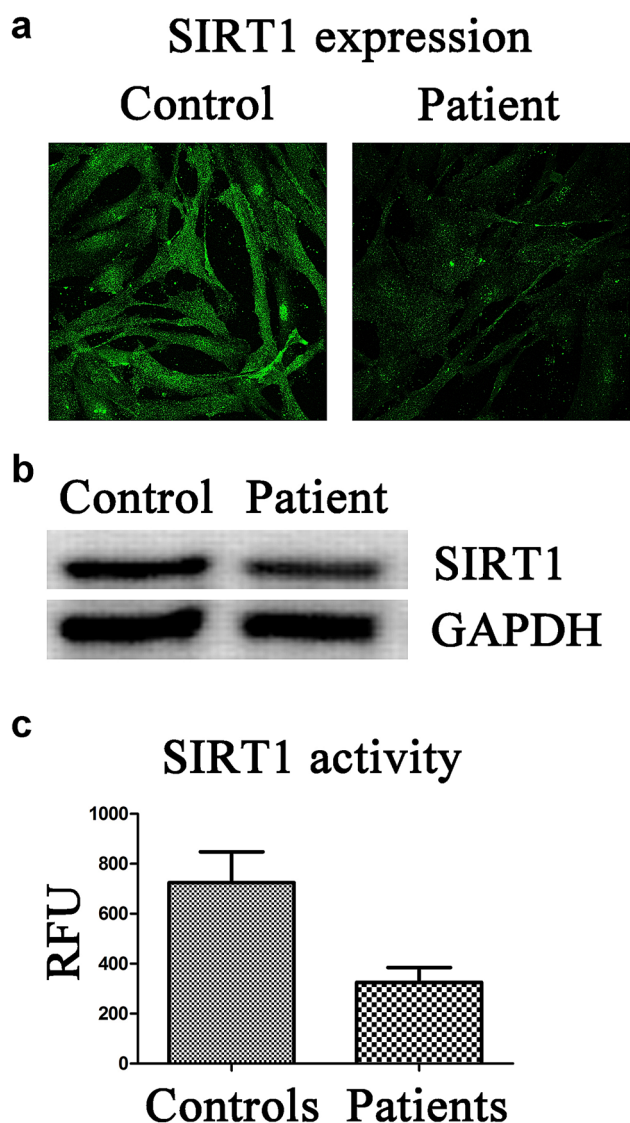 a
SIRT1 expression
Control Patient
b
Control Patient
SIRT1
GAPDH
c
SIRT1 activity
1000
800
600
400
200
0
RFU
Controls Patients